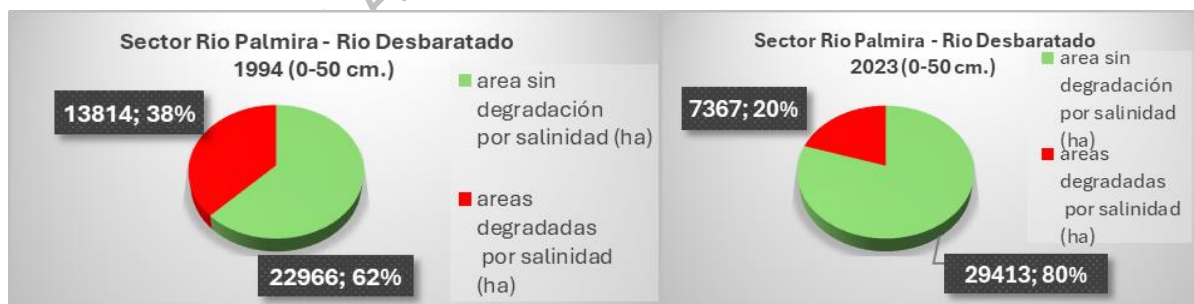 Sector Rio Palmira - Rio Desbaratado
1994 (0-50 cm.)
13814; 38%
22966; 62%
area sin
degradación
por salinidad (ha)
areas
degradadas
por salinidad
(ha)
Sector Rio Palmira - Rio Desbaratado
2023 (0-50 cm.)
7367; 20%
29413; 80%
area sin
degradación
por salinidad
(ha)
areas
degradadas
por salinidad
(ha)